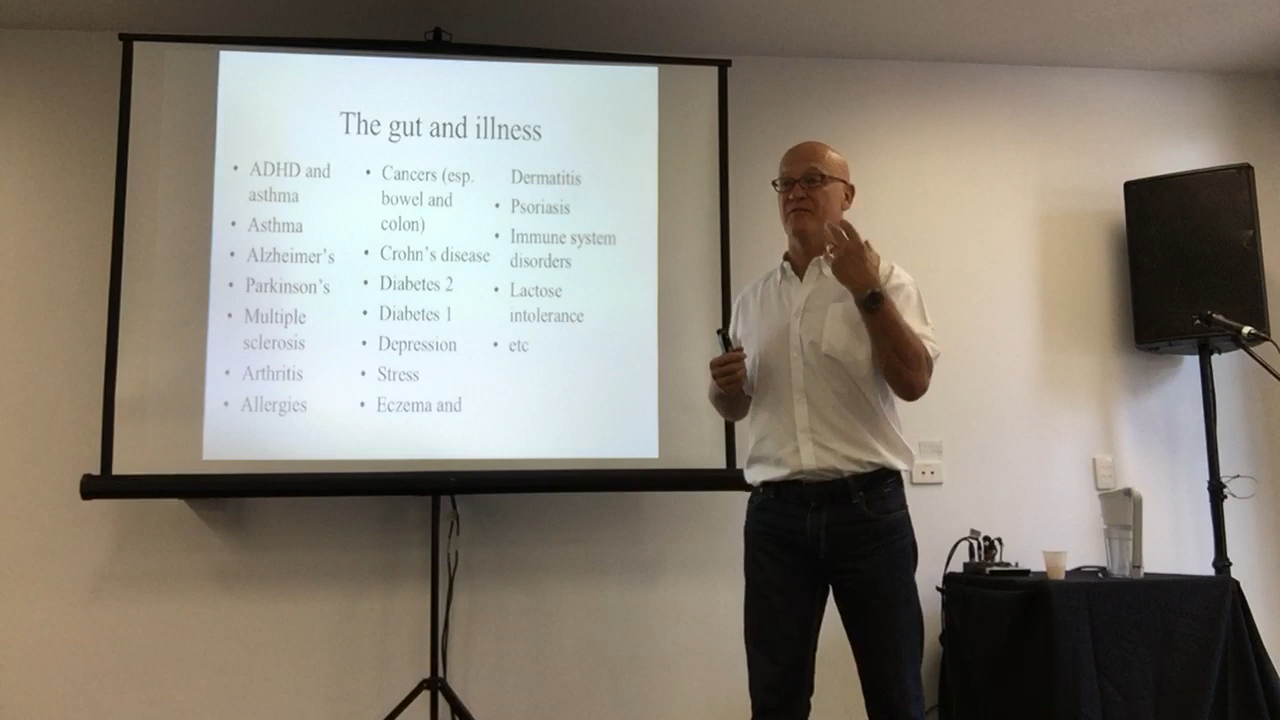 The gut and illness
• ADHD and
asthma
• Asthma
• Alzheimer's
• Parkinson's
• Multiple
sclerosis
• Arthritis
• Allergies
• Cancers (esp.
bowel and
colon)
• Crohn's disease
• Diabetes 2
• Diabetes 1
• Depression
• Stress
• Eczema and
Dermatitis
• Psoriasis
• Immune system
disorders
• Lactose
intolerance
• etc